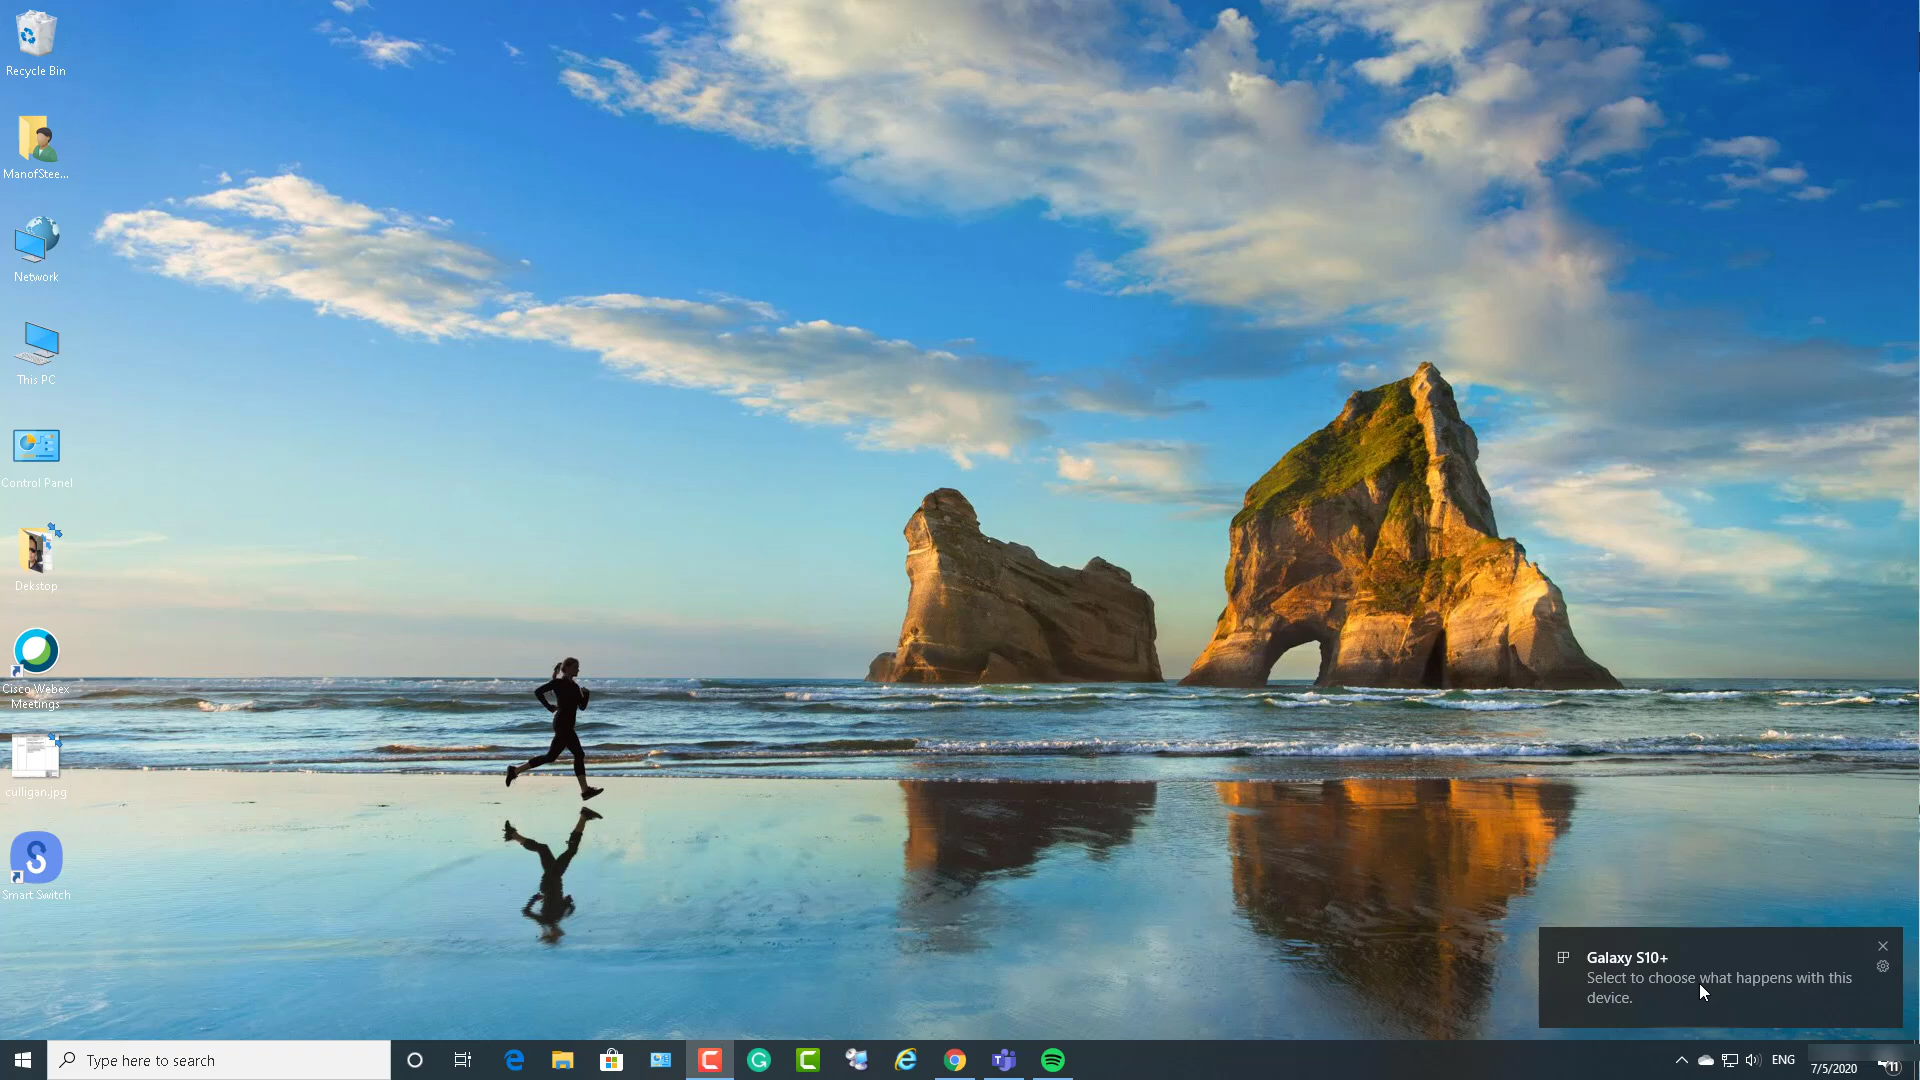 Recycle Bin
ManofStee...
Network
This PC
Control Panel
Dekstop
Cisco Webex
Meetings
culligan.jpg
Smart Switch
Galaxy S10+
Select to choose what happens with this
device.
Type here to search
ENG
7/5/2020
11